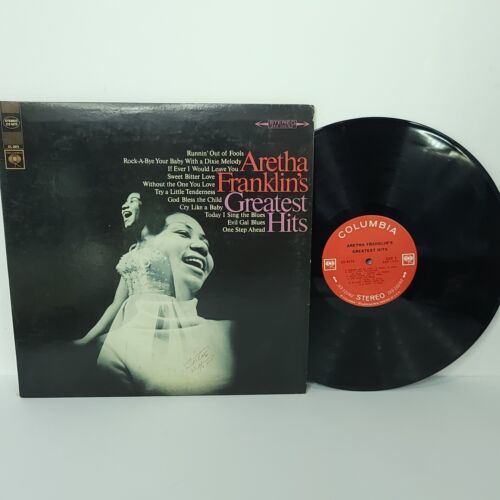 STEREO
STEREO
Runnin' Out of Fools
Rock-A-Bye Your Baby With a Dixie Melody
If Ever I Would Leave You
Sweet Bitter Love
Without the One You Love
Try a Little Tenderness
God Bless the Child
Cry Like a Baby
Today I Sing the Blues
Evil Gal Blues
One Step Ahead
Aretha
Franklin's
Greatest
Hits
COLUMBIA
ARETHA FRANKLIN'S
GREATEST HITS
STEREO